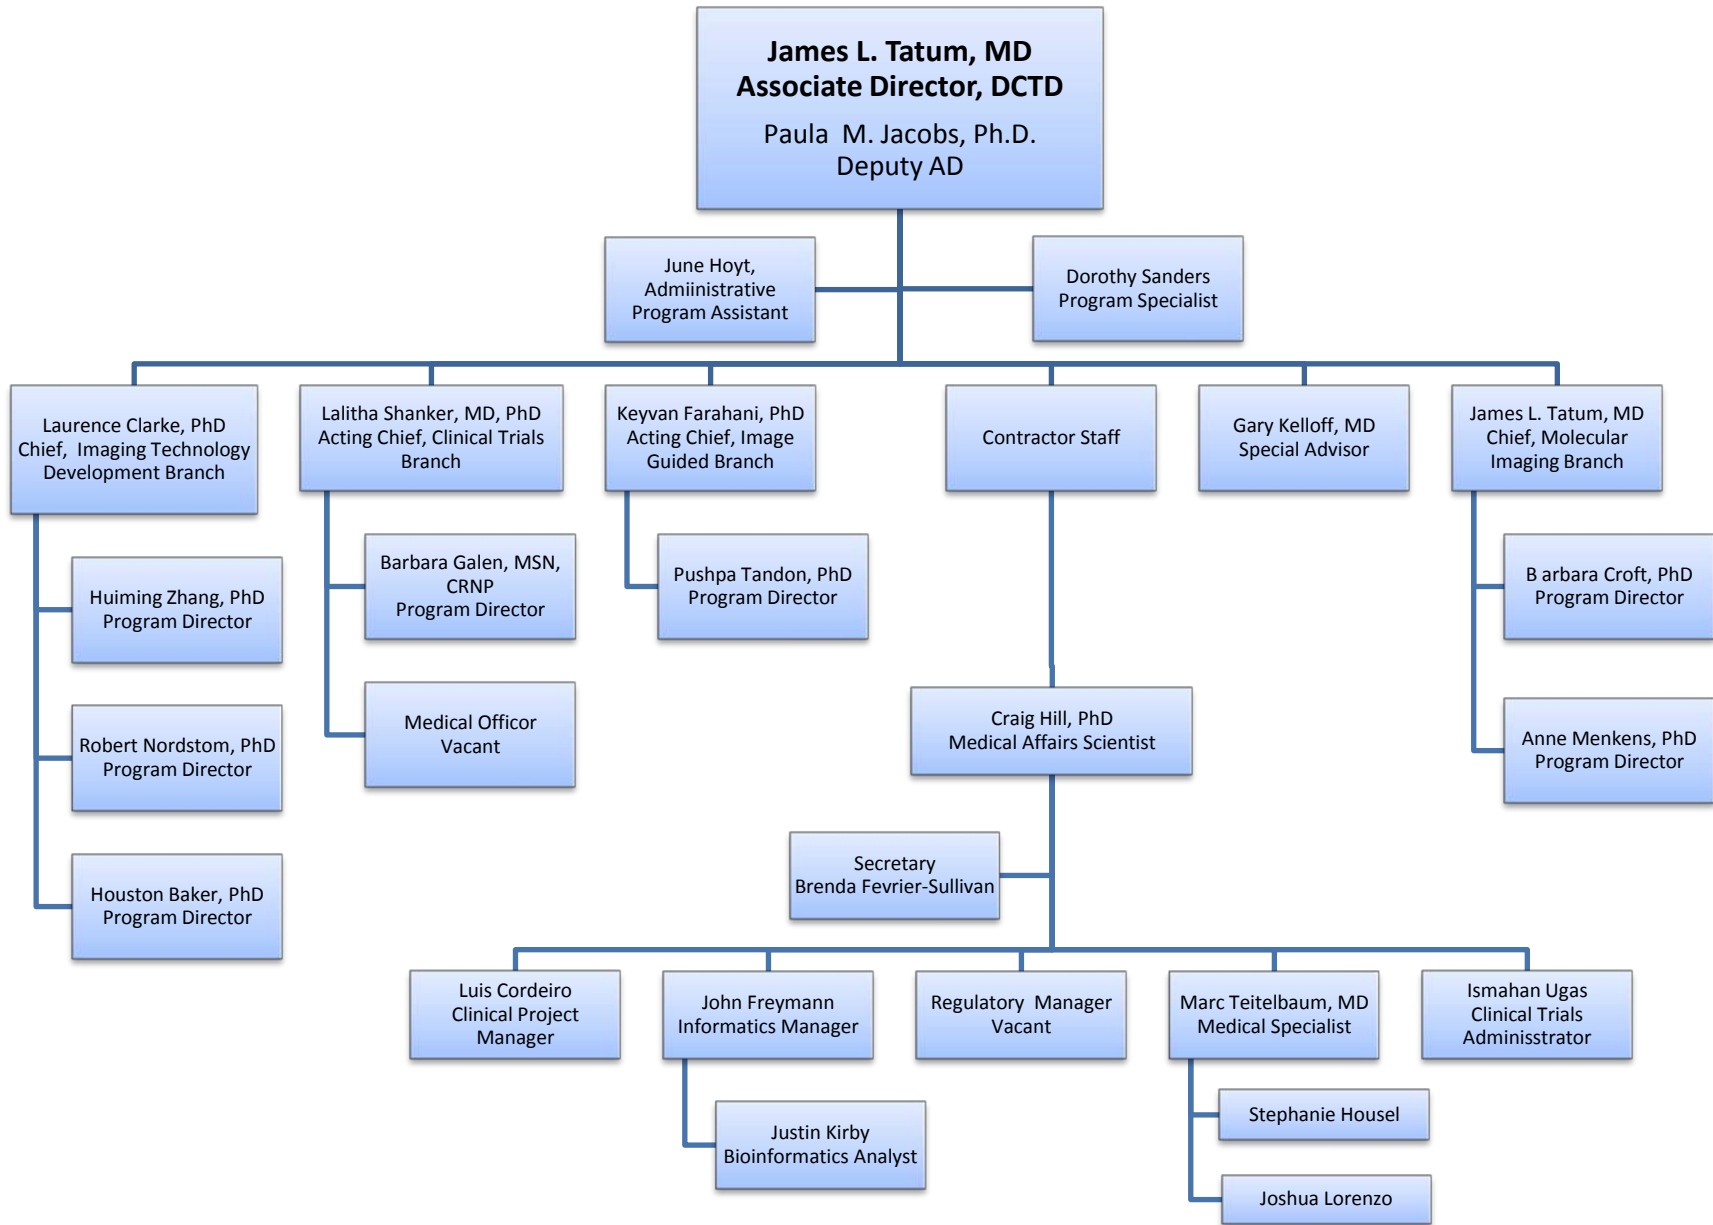 James L. Tatum, MD
Associate Director, DCTD
Paula M. Jacobs, Ph.D.
Deputy AD
June Hoyt,
Admiinistrative
Program Assistant
Dorothy Sanders
Program Specialist
Laurence Clarke, PhD
Chief, Imaging Technology
Development Branch
Lalitha Shanker, MD, PhD
Acting Chief, Clinical Trials
Branch
Keyvan Farahani, PhD
Acting Chief, Image
Guided Branch
Contractor Staff
Gary Kelloff, MD
Special Advisor
James L. Tatum, MD
Chief, Molecular
Imaging Branch
Huiming Zhang, PhD
Program Director
Robert Nordstom, PhD
Program Director
Houston Baker, PhD
Program Director
Barbara Galen, MSN,
CRNP
Program Director
Medical Officor
Vacant
Pushpa Tandon, PhD
Program Director
B arbara Croft, PhD
Program Director
Anne Menkens, PhD
Program Director
Craig Hill, PhD
Medical Affairs Scientist
Secretary
Brenda Fevrier-Sullivan
Luis Cordeiro
Clinical Project
Manager
John Freymann
Informatics Manager
Regulatory Manager
Vacant
Marc Teitelbaum, MD
Medical Specialist
Ismahan Ugas
Clinical Trials
Adminisstrator
Justin Kirby
Bioinformatics Analyst
Stephanie Housel
Joshua Lorenzo